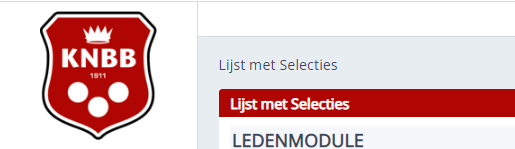 KNBB
1911
Lijst met Selecties
Lijst met Selecties
LEDENMODULE